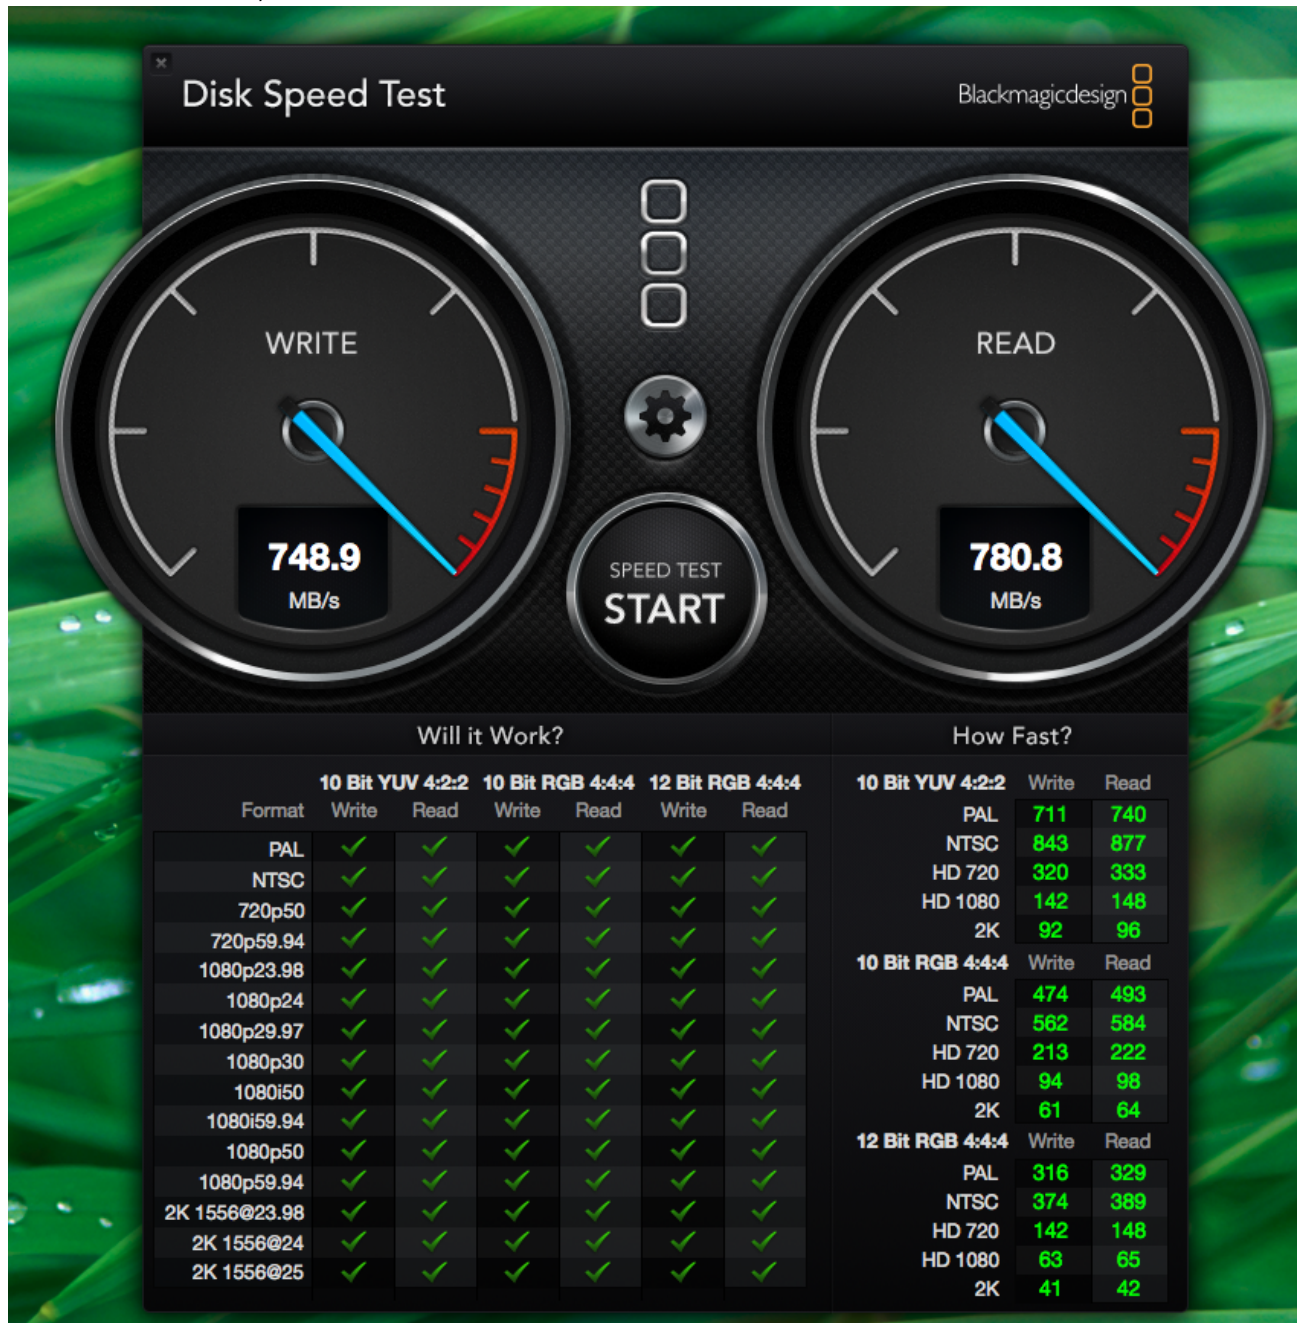 Disk Speed Test
Blackmagicdesign
WRITE
READ
748.9
MB/s
SPEED TEST
START
780.8
MB/s
Will it Work?
How Fast?
10 Bit YUV 4:2:2 10 Bit RGB 4:4:4 12 Bit RGB 4:4:4
Format Write Read Write Read Write Read
PAL ✓ ✓ ✓ ✓ ✓ ✓
NTSC ✓ ✓ ✓ ✓ ✓ ✓
720p50 ✓ ✓ ✓ ✓ ✓ ✓
720p59.94 ✓ ✓ ✓ ✓ ✓ ✓
1080p23.98 ✓ ✓ ✓ ✓ ✓ ✓
1080p24 ✓ ✓ ✓ ✓ ✓ ✓
1080p29.97 ✓ ✓ ✓ ✓ ✓ ✓
1080p30 ✓ ✓ ✓ ✓ ✓ ✓
1080i50 ✓ ✓ ✓ ✓ ✓ ✓
1080i59.94 ✓ ✓ ✓ ✓ ✓ ✓
1080p50 ✓ ✓ ✓ ✓ ✓ ✓
1080p59.94 ✓ ✓ ✓ ✓ ✓ ✓
2K 1556@23.98 ✓ ✓ ✓ ✓ ✓ ✓
2K 1556@24 ✓ ✓ ✓ ✓ ✓ ✓
2K 1556@25 ✓ ✓ ✓ ✓ ✓ ✓
10 Bit YUV 4:2:2 Write Read
PAL 711 740
NTSC 843 877
HD 720 320 333
HD 1080 142 148
2K 92 96
10 Bit RGB 4:4:4 Write Read
PAL 474 493
NTSC 562 584
HD 720 213 222
HD 1080 94 98
2K 61 64
12 Bit RGB 4:4:4 Write Read
PAL 316 329
NTSC 374 389
HD 720 142 148
HD 1080 63 65
2K 41 42